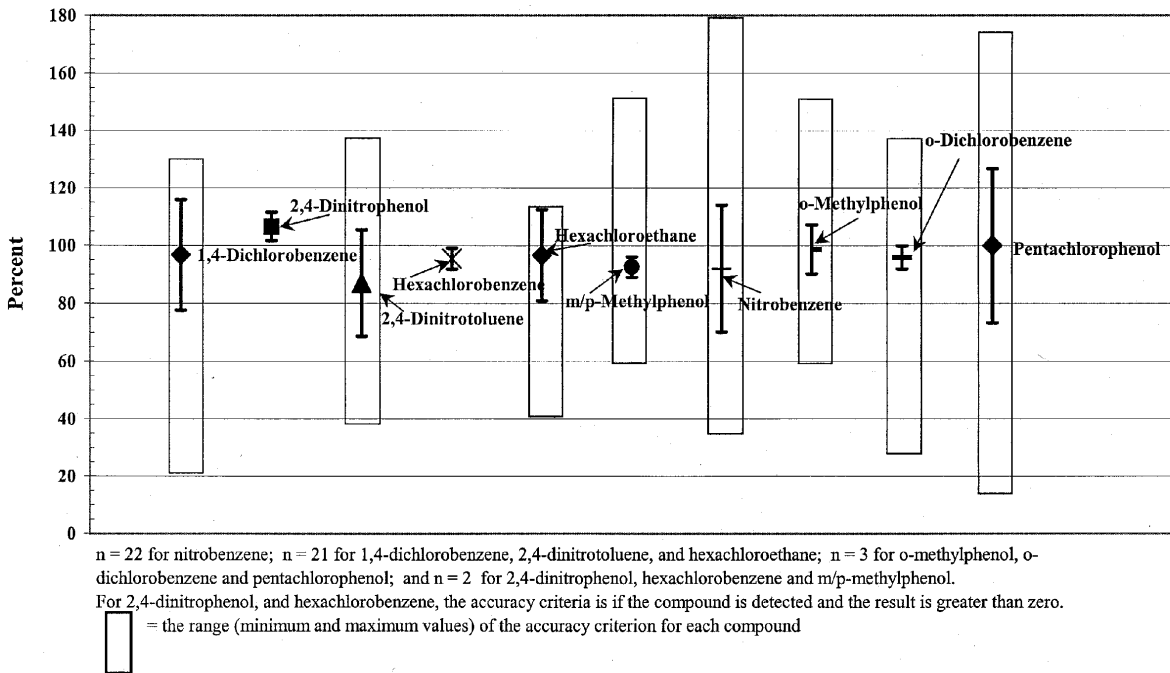 180
160
140
120
100
80
60
40
20
0
Percent
1,4-Dichlorobenzene
2,4-Dinitrophenol
2,4-Dinitrotoluene
Hexachlorobenzene
Hexachloroethane
m/p-Methylphenol
Nitrobenzene
o-Methylphenol
o-Dichlorobenzene
Pentachlorophenol
n = 22 for nitrobenzene; n = 21 for 1,4-dichlorobenzene, 2,4-dinitrotoluene, and hexachloroethane; n = 3 for o-methylphenol, o-
dichlorobenzene and pentachlorophenol; and n = 2 for 2,4-dinitrophenol, hexachlorobenzene and m/p-methylphenol.
For 2,4-dinitrophenol, and hexachlorobenzene, the accuracy criteria is if the compound is detected and the result is greater than zero.
= the range (minimum and maximum values) of the accuracy criterion for each compound